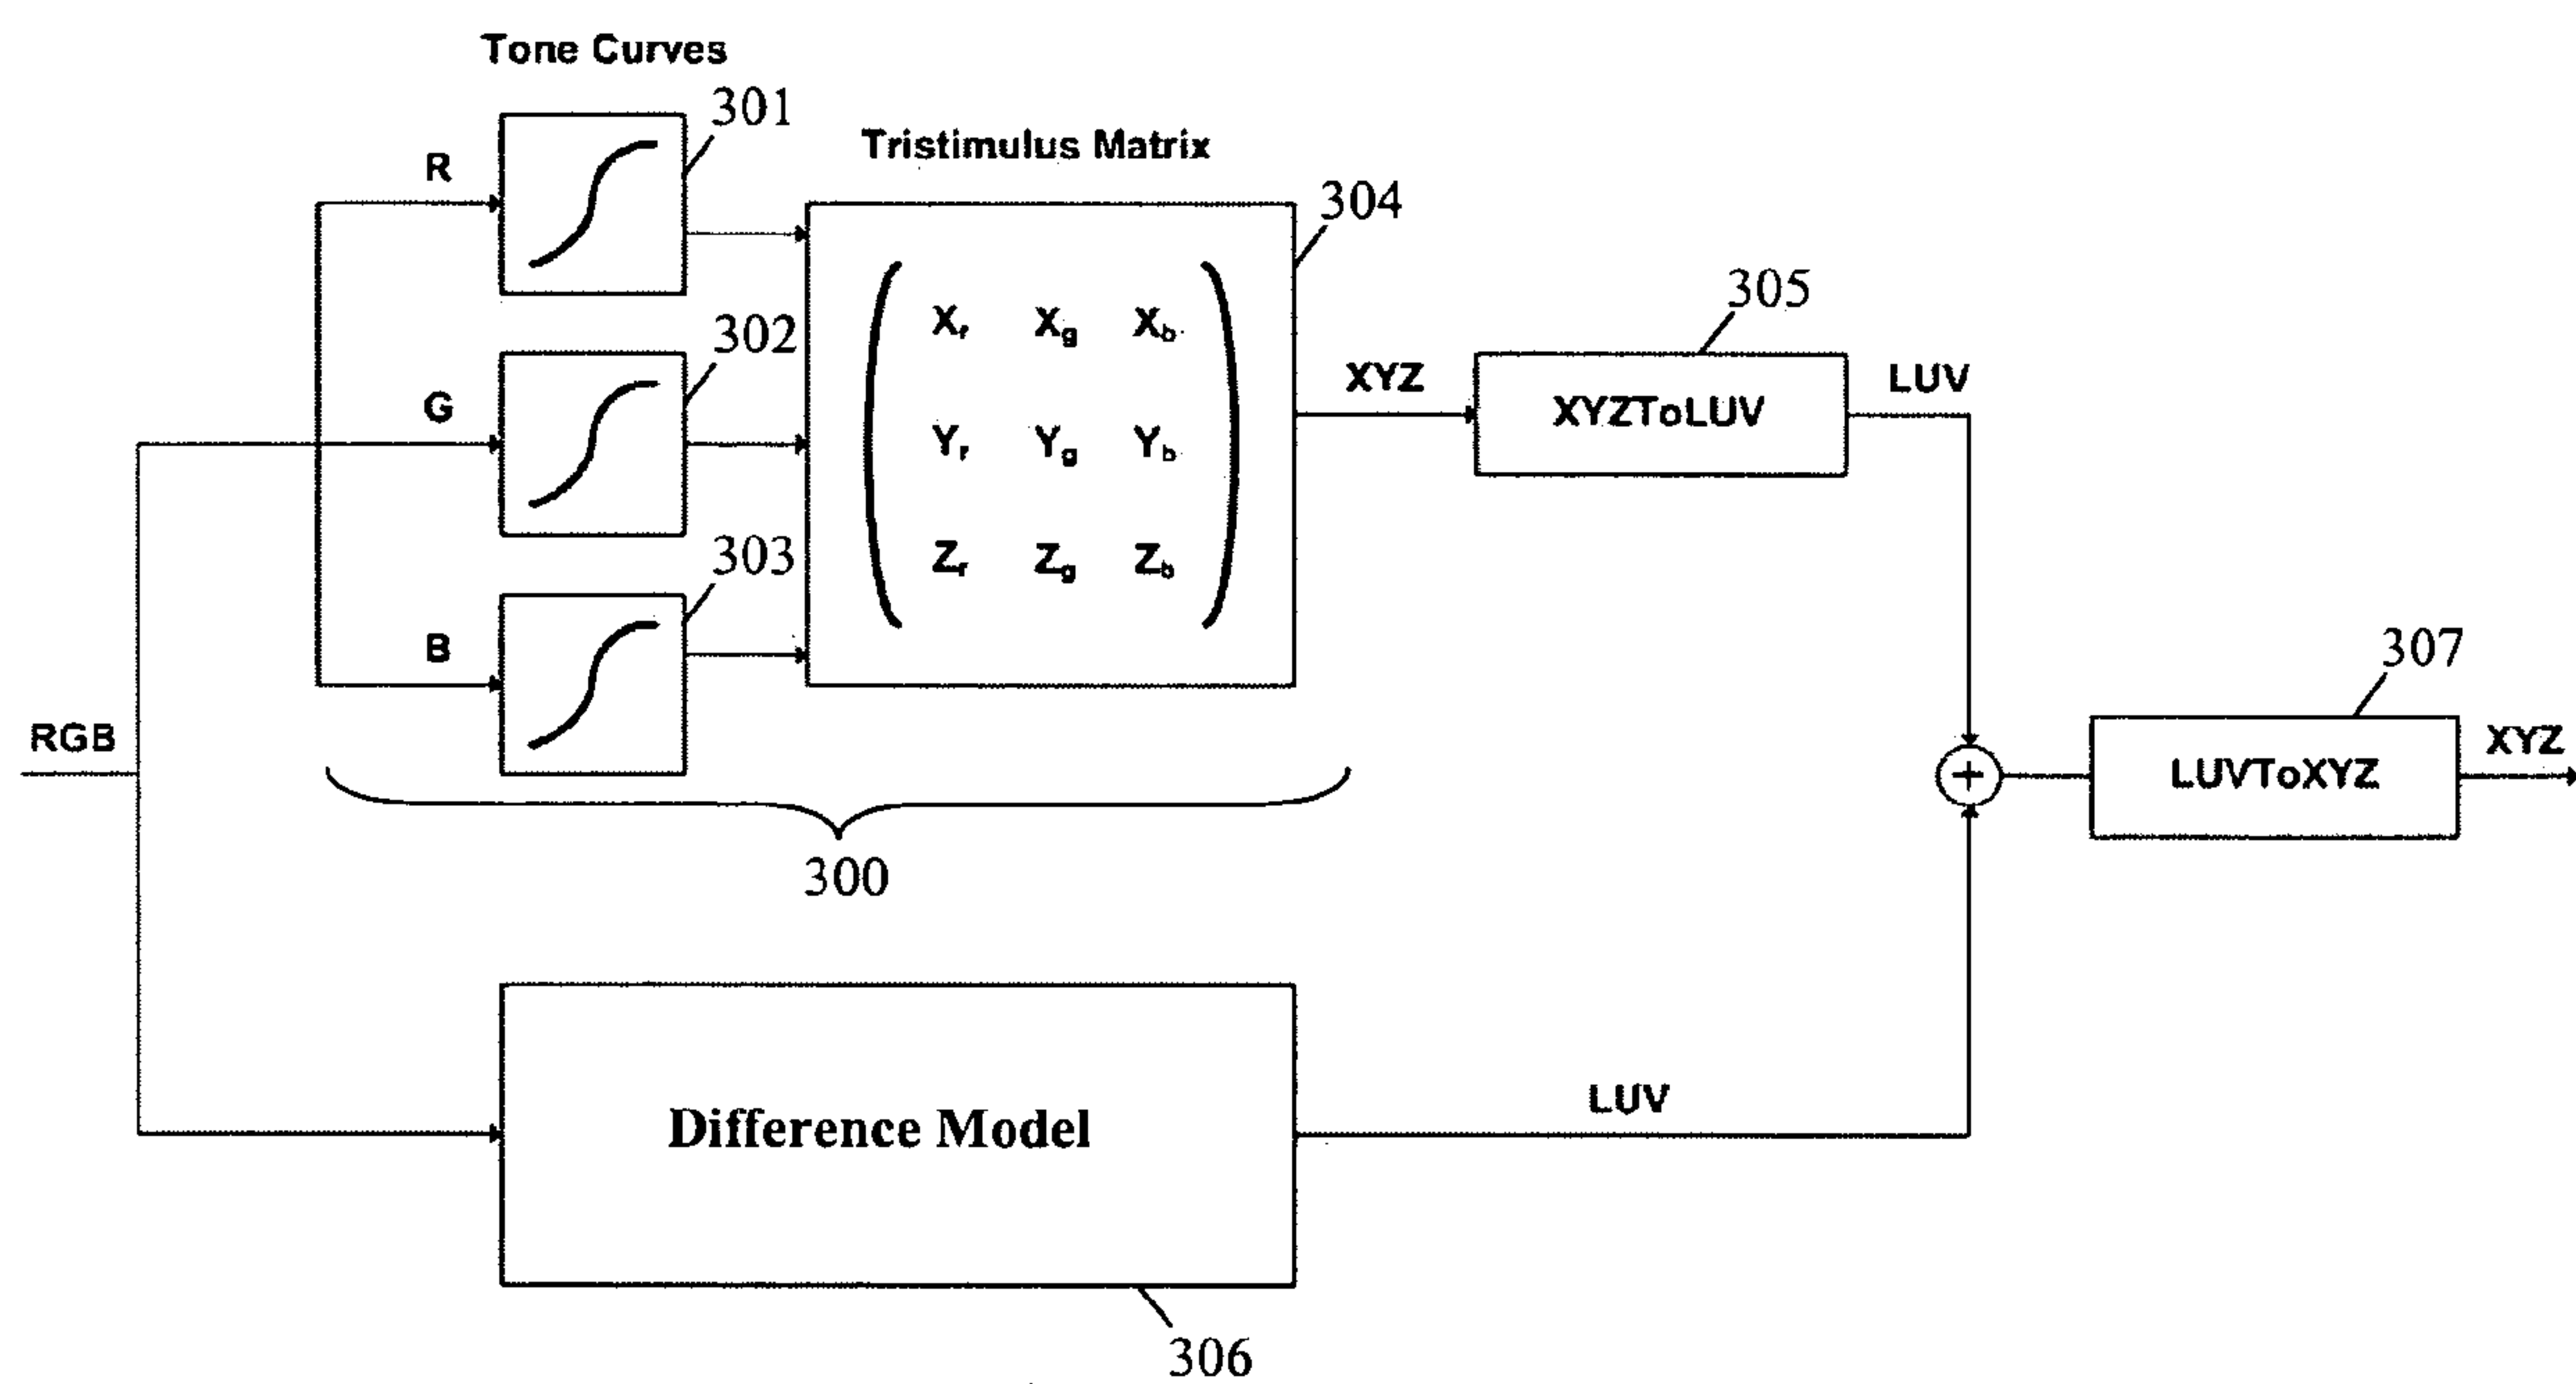 Tone Curves
301
R
Tristimulus Matrix
304
302
G
Xr Xg Xb
Yr Yg Yb
Zr Zg Zb
XYZ
305
XYZToLUV
LUV
303
B
RGB
300
307
+
LUVToXYZ
XYZ
Difference Model
LUV
306